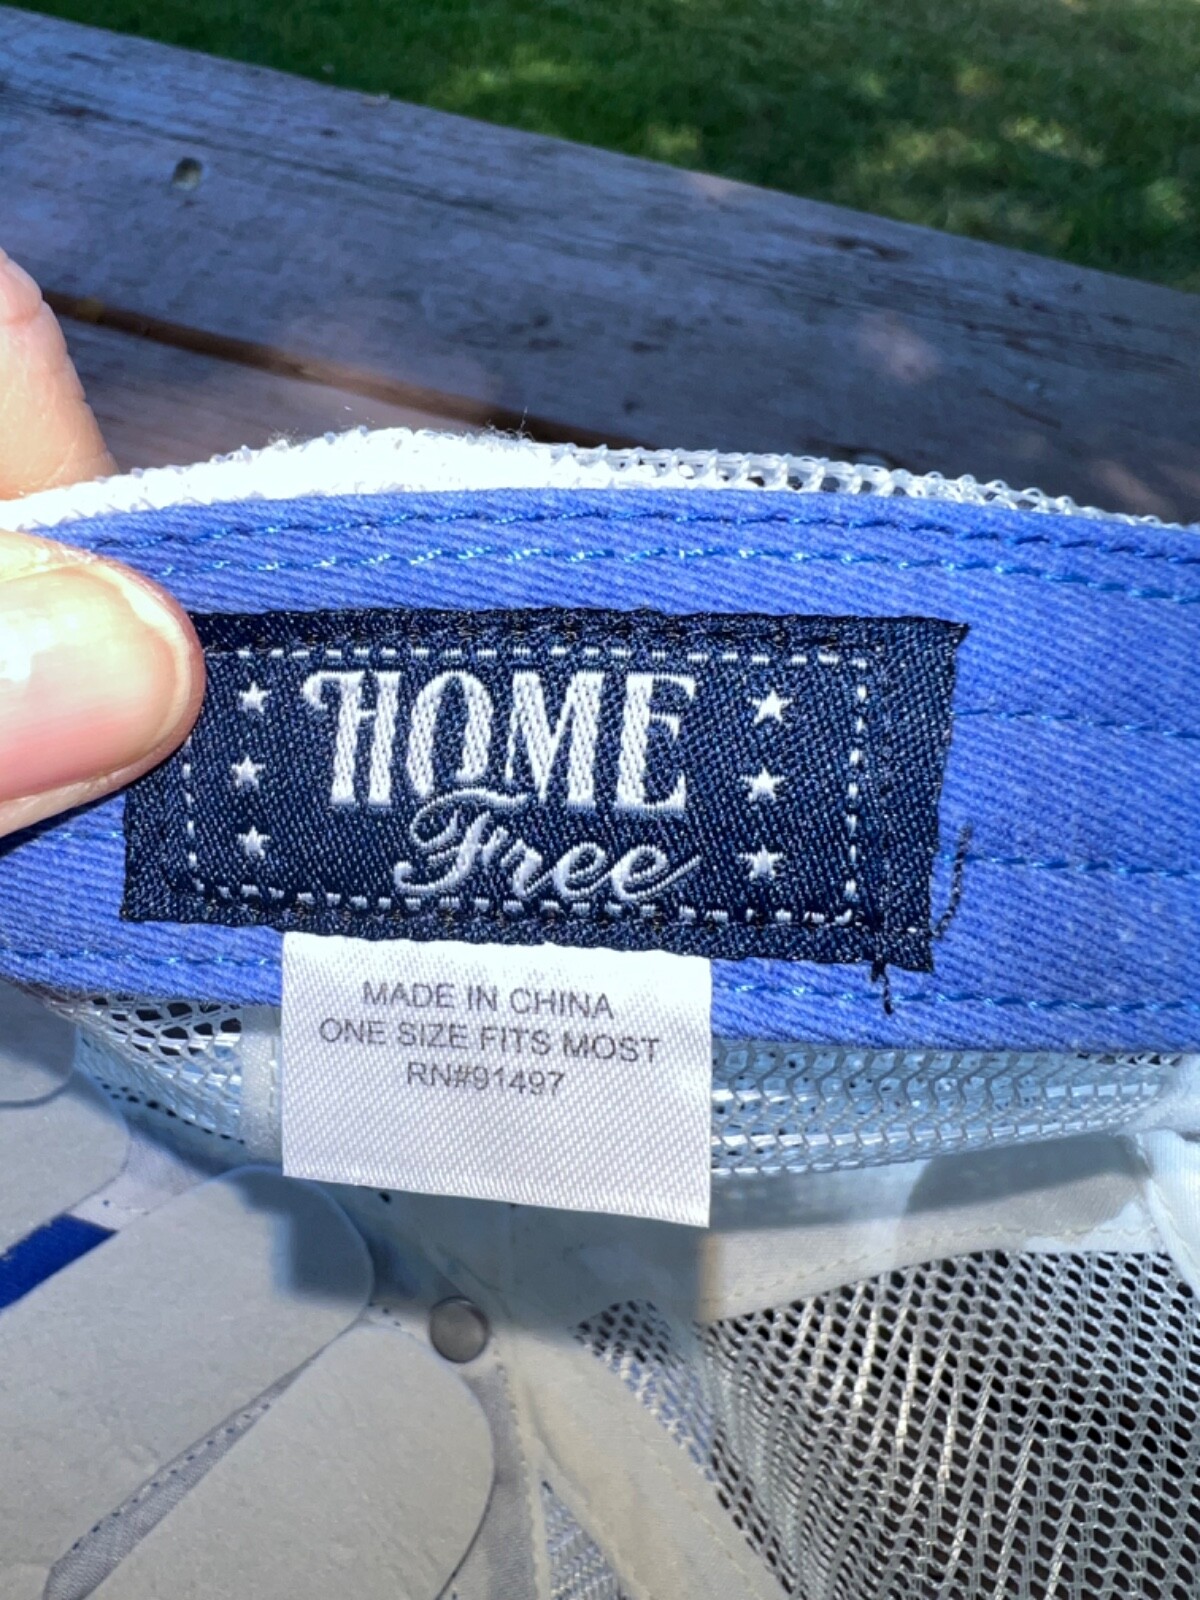 HOME
Free
MADE IN CHINA
ONE SIZE FITS MOST
RN#91497